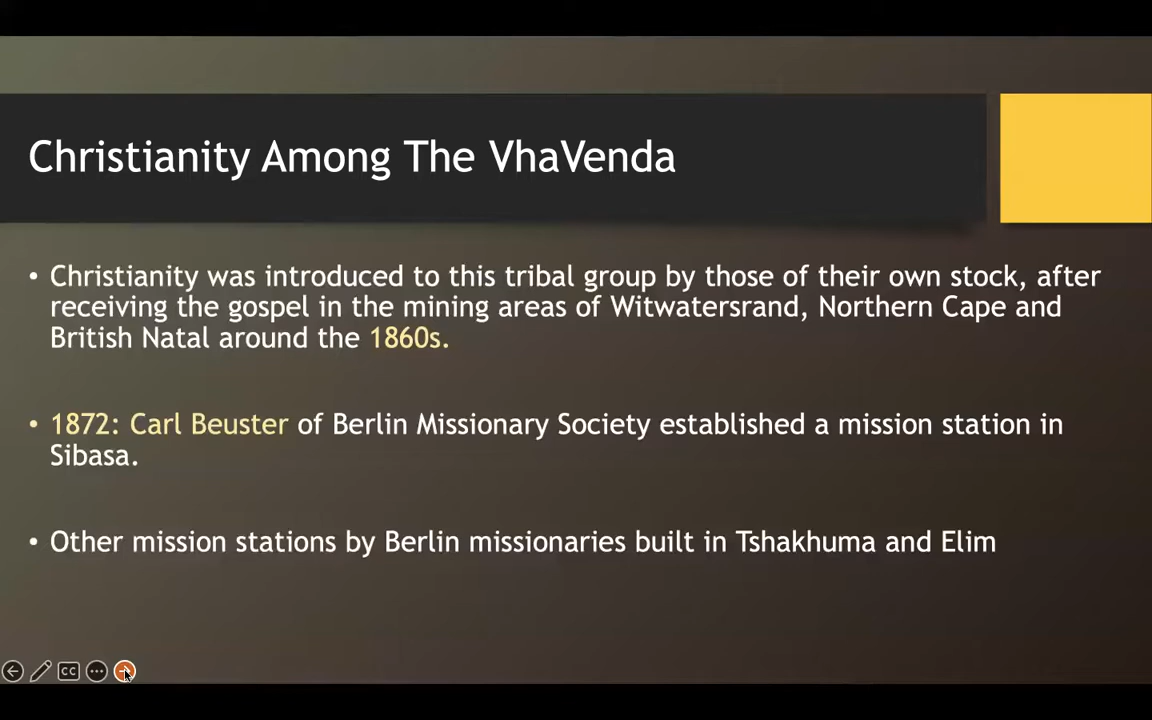 Christianity Among The VhaVenda
• Christianity was introduced to this tribal group by those of their own stock, after
receiving the gospel in the mining areas of Witwatersrand, Northern Cape and
British Natal around the 1860s.
• 1872: Carl Beuster of Berlin Missionary Society established a mission station in
Sibasa.
• Other mission stations by Berlin missionaries built in Tshakhuma and Elim
CC